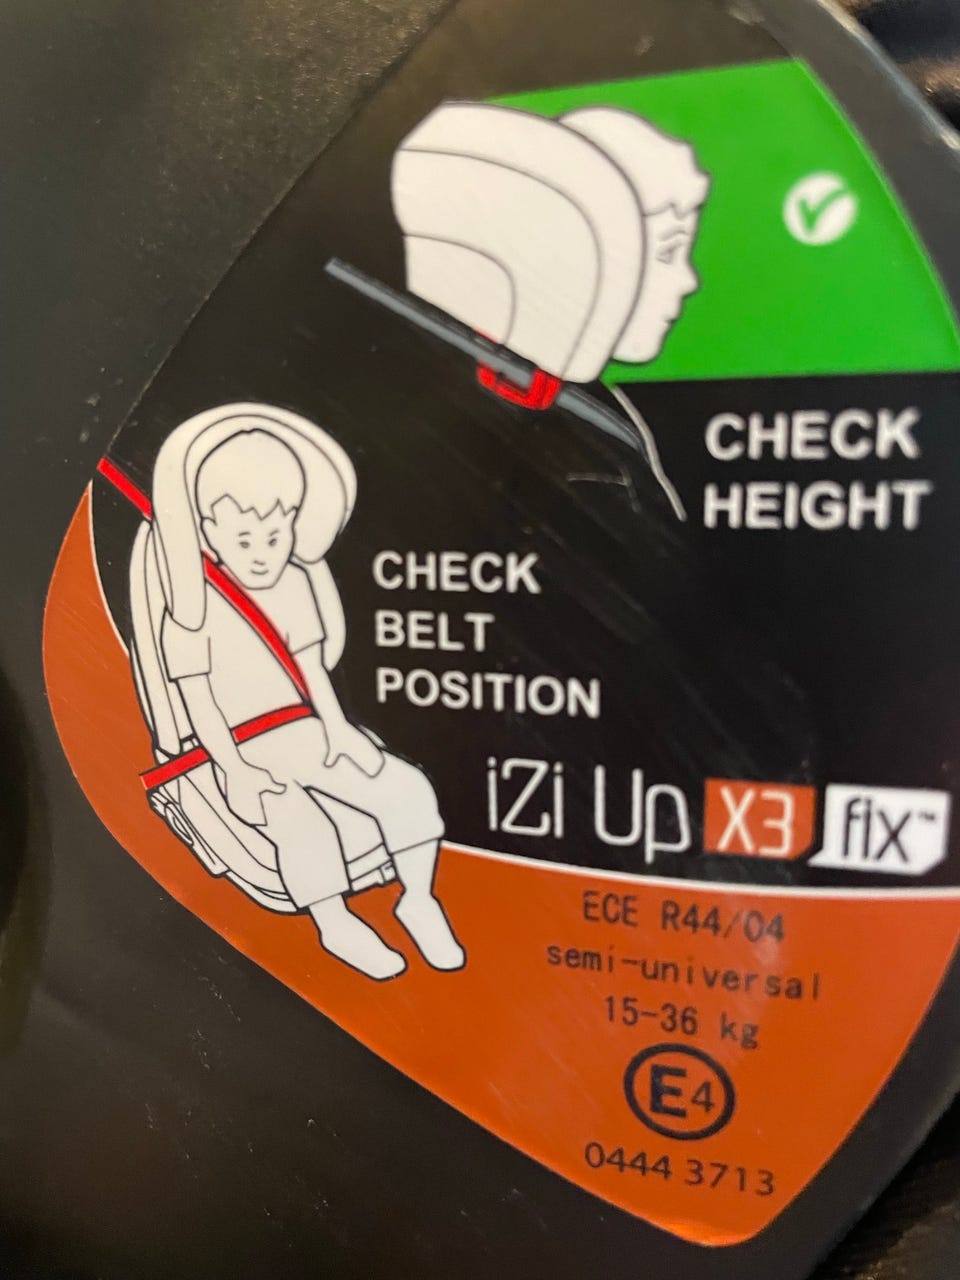 CHECK
HEIGHT
CHECK
BELT
POSITION
iZi Up X3 fix™
ECE R44/04
semi-universal
15-36 kg
E4
0444 3713